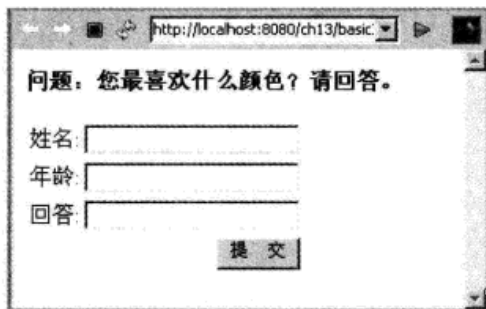 http://localhost:8080/ch13/basic
问题：您最喜欢什么颜色？请回答。
姓名:
年龄:
回答:
提 交